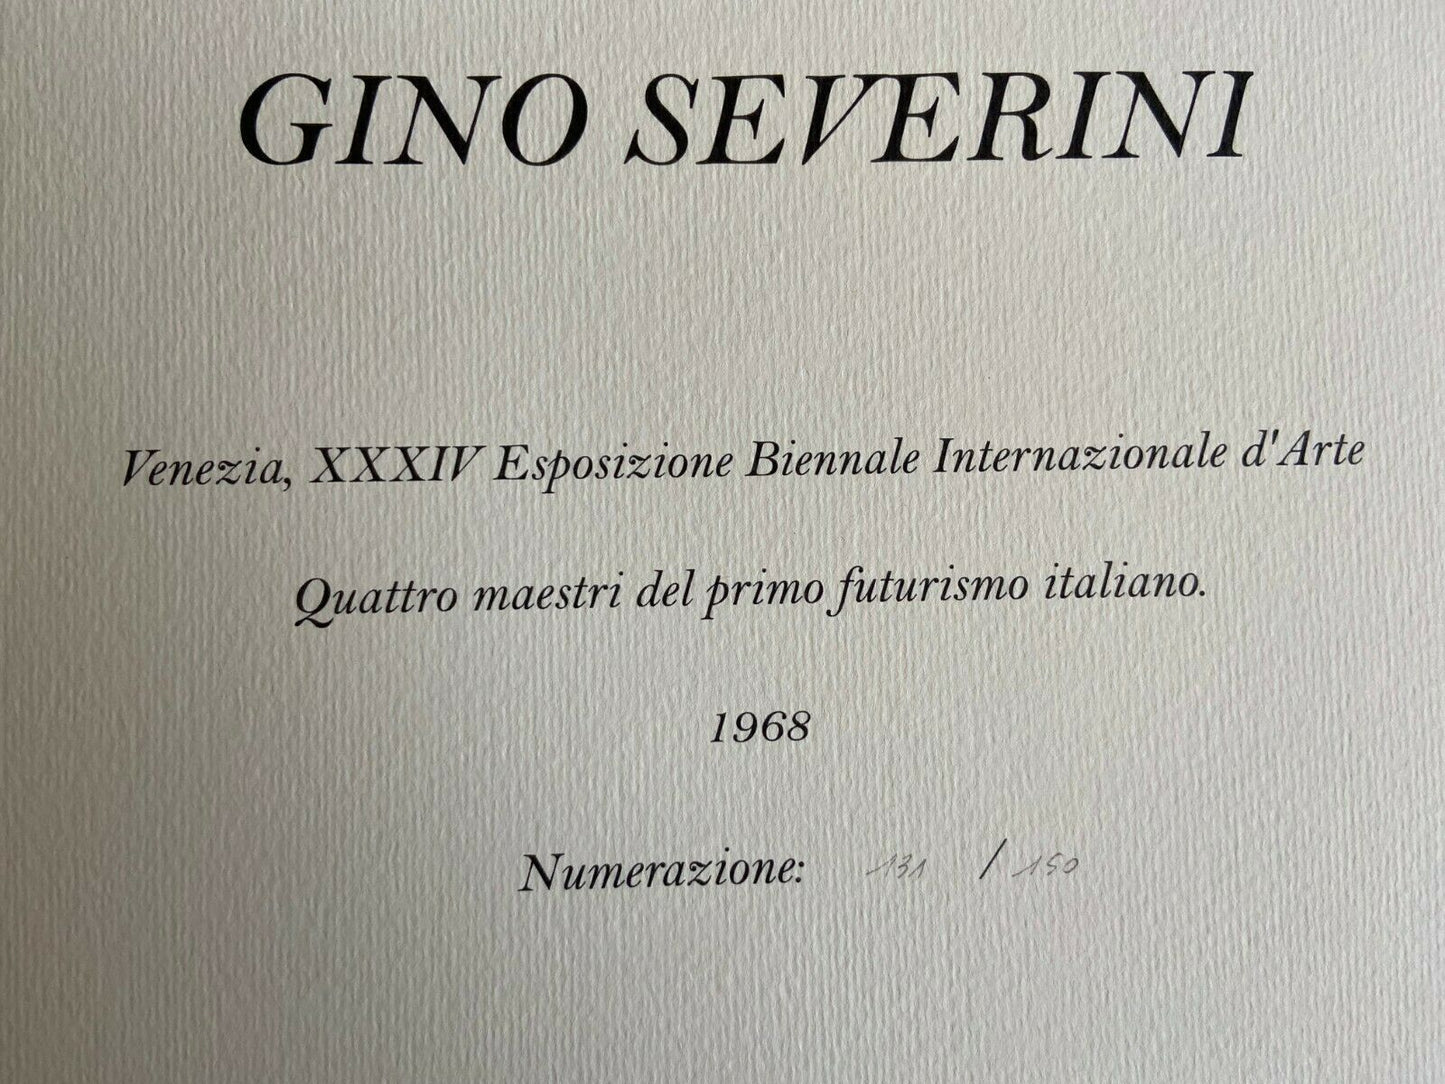 GINO SEVERINI
Venezia, XXXIV Esposizione Biennale Internazionale d'Arte
Quattro maestri del primo futurismo italiano.
1968
Numerazione: 131 / 150